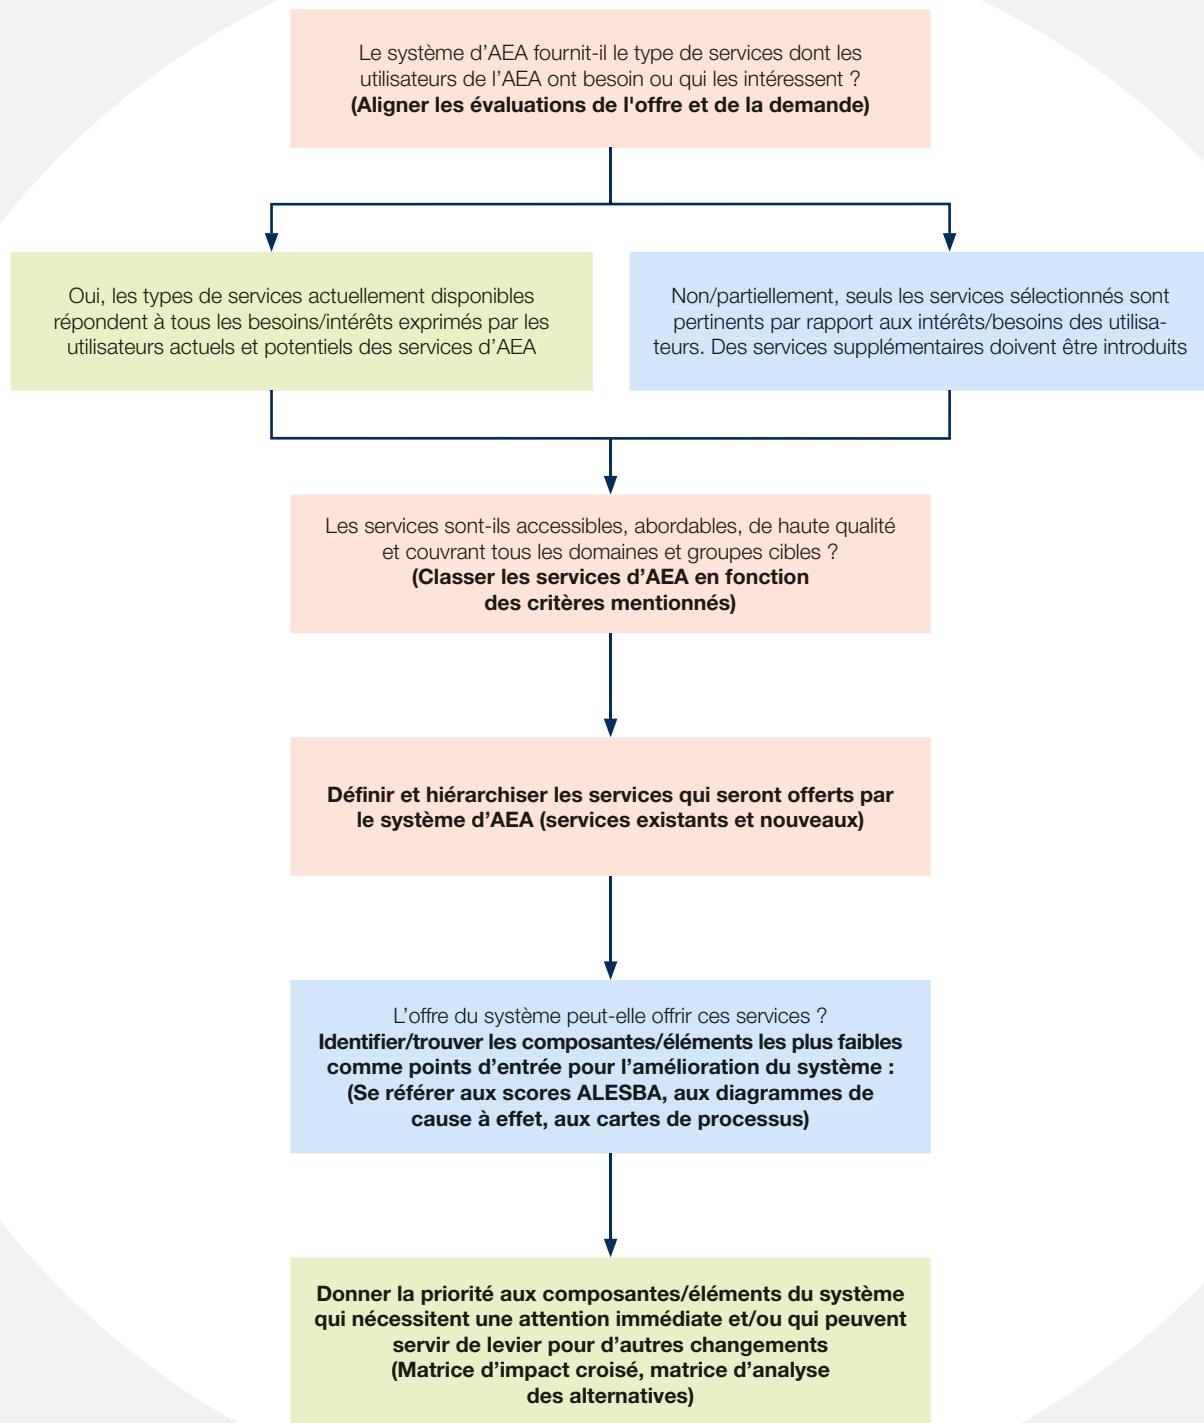 Le système d’AEA fournit-il le type de services dont les
utilisateurs de l’AEA ont besoin ou qui les intéressent ?
(Aligner les évaluations de l'offre et de la demande)
Oui, les types de services actuellement disponibles
répondent à tous les besoins/intérêts exprimés par les
utilisateurs actuels et potentiels des services d’AEA
Non/partiellement, seuls les services sélectionnés sont
pertinents par rapport aux intérêts/besoins des utilisa-
teurs. Des services supplémentaires doivent être introduits
Les services sont-ils accessibles, abordables, de haute qualité
et couvrant tous les domaines et groupes cibles ?
(Classer les services d’AEA en fonction
des critères mentionnés)
Définir et hiérarchiser les services qui seront offerts par
le système d’AEA (services existants et nouveaux)
L’offre du système peut-elle offrir ces services ?
Identifier/trouver les composantes/éléments les plus faibles
comme points d’entrée pour l’amélioration du système :
(Se référer aux scores ALESBA, aux diagrammes de
cause à effet, aux cartes de processus)
Donner la priorité aux composantes/éléments du système
qui nécessitent une attention immédiate et/ou qui peuvent
servir de levier pour d’autres changements
(Matrice d’impact croisé, matrice d’analyse
des alternatives)